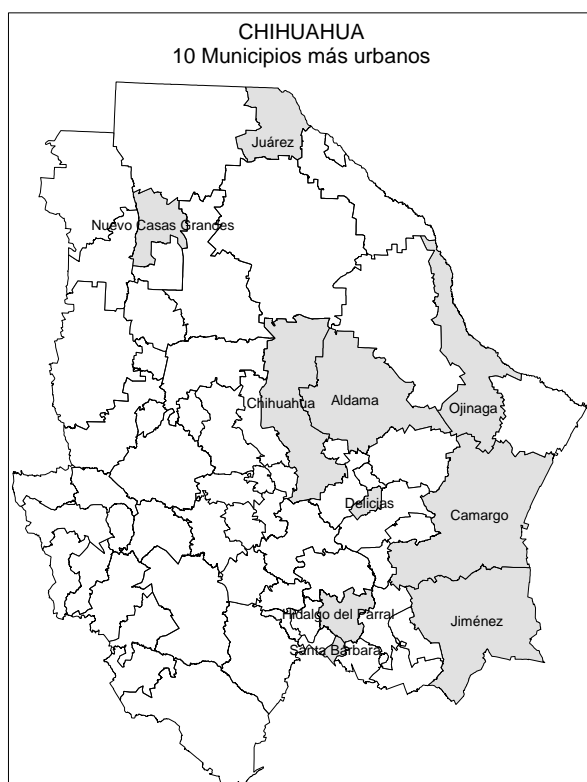 CHIHUAHUA
10 Municipios más urbanos
Juárez
Nuevo Casas Grandes
Chihuahua
Aldama
Ojinaga
Delicias
Camargo
Hidalgo del Parral
Jiménez
Santa Bárbara